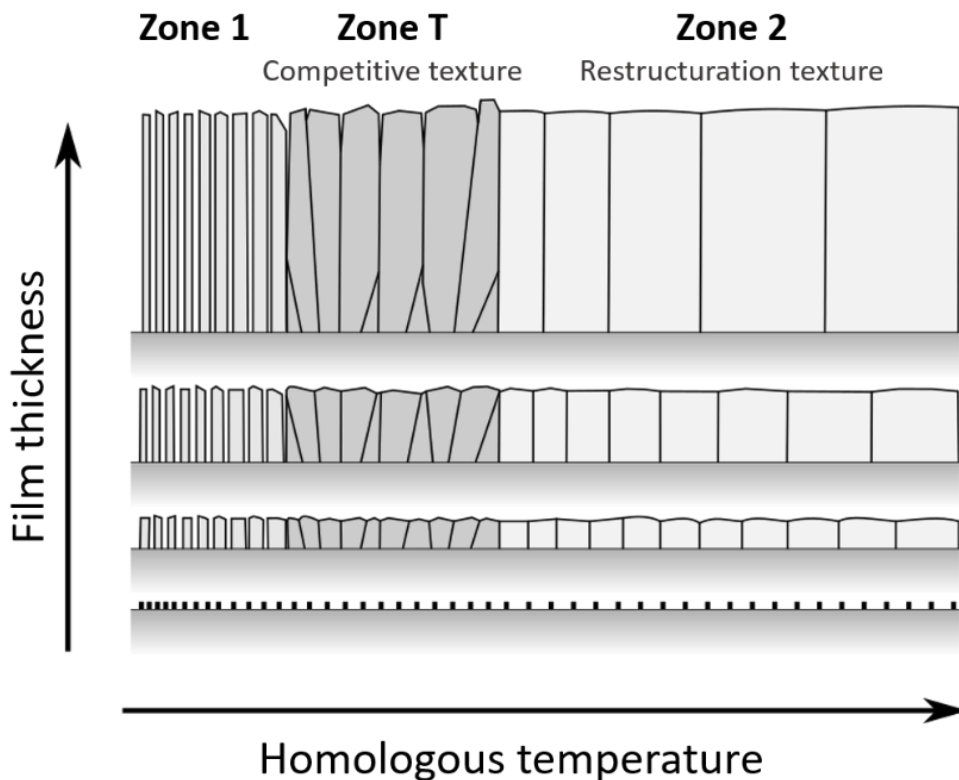 Zone 1
Zone T
Zone 2
Competitive texture
Restructuration texture
Film thickness
Homologous temperature